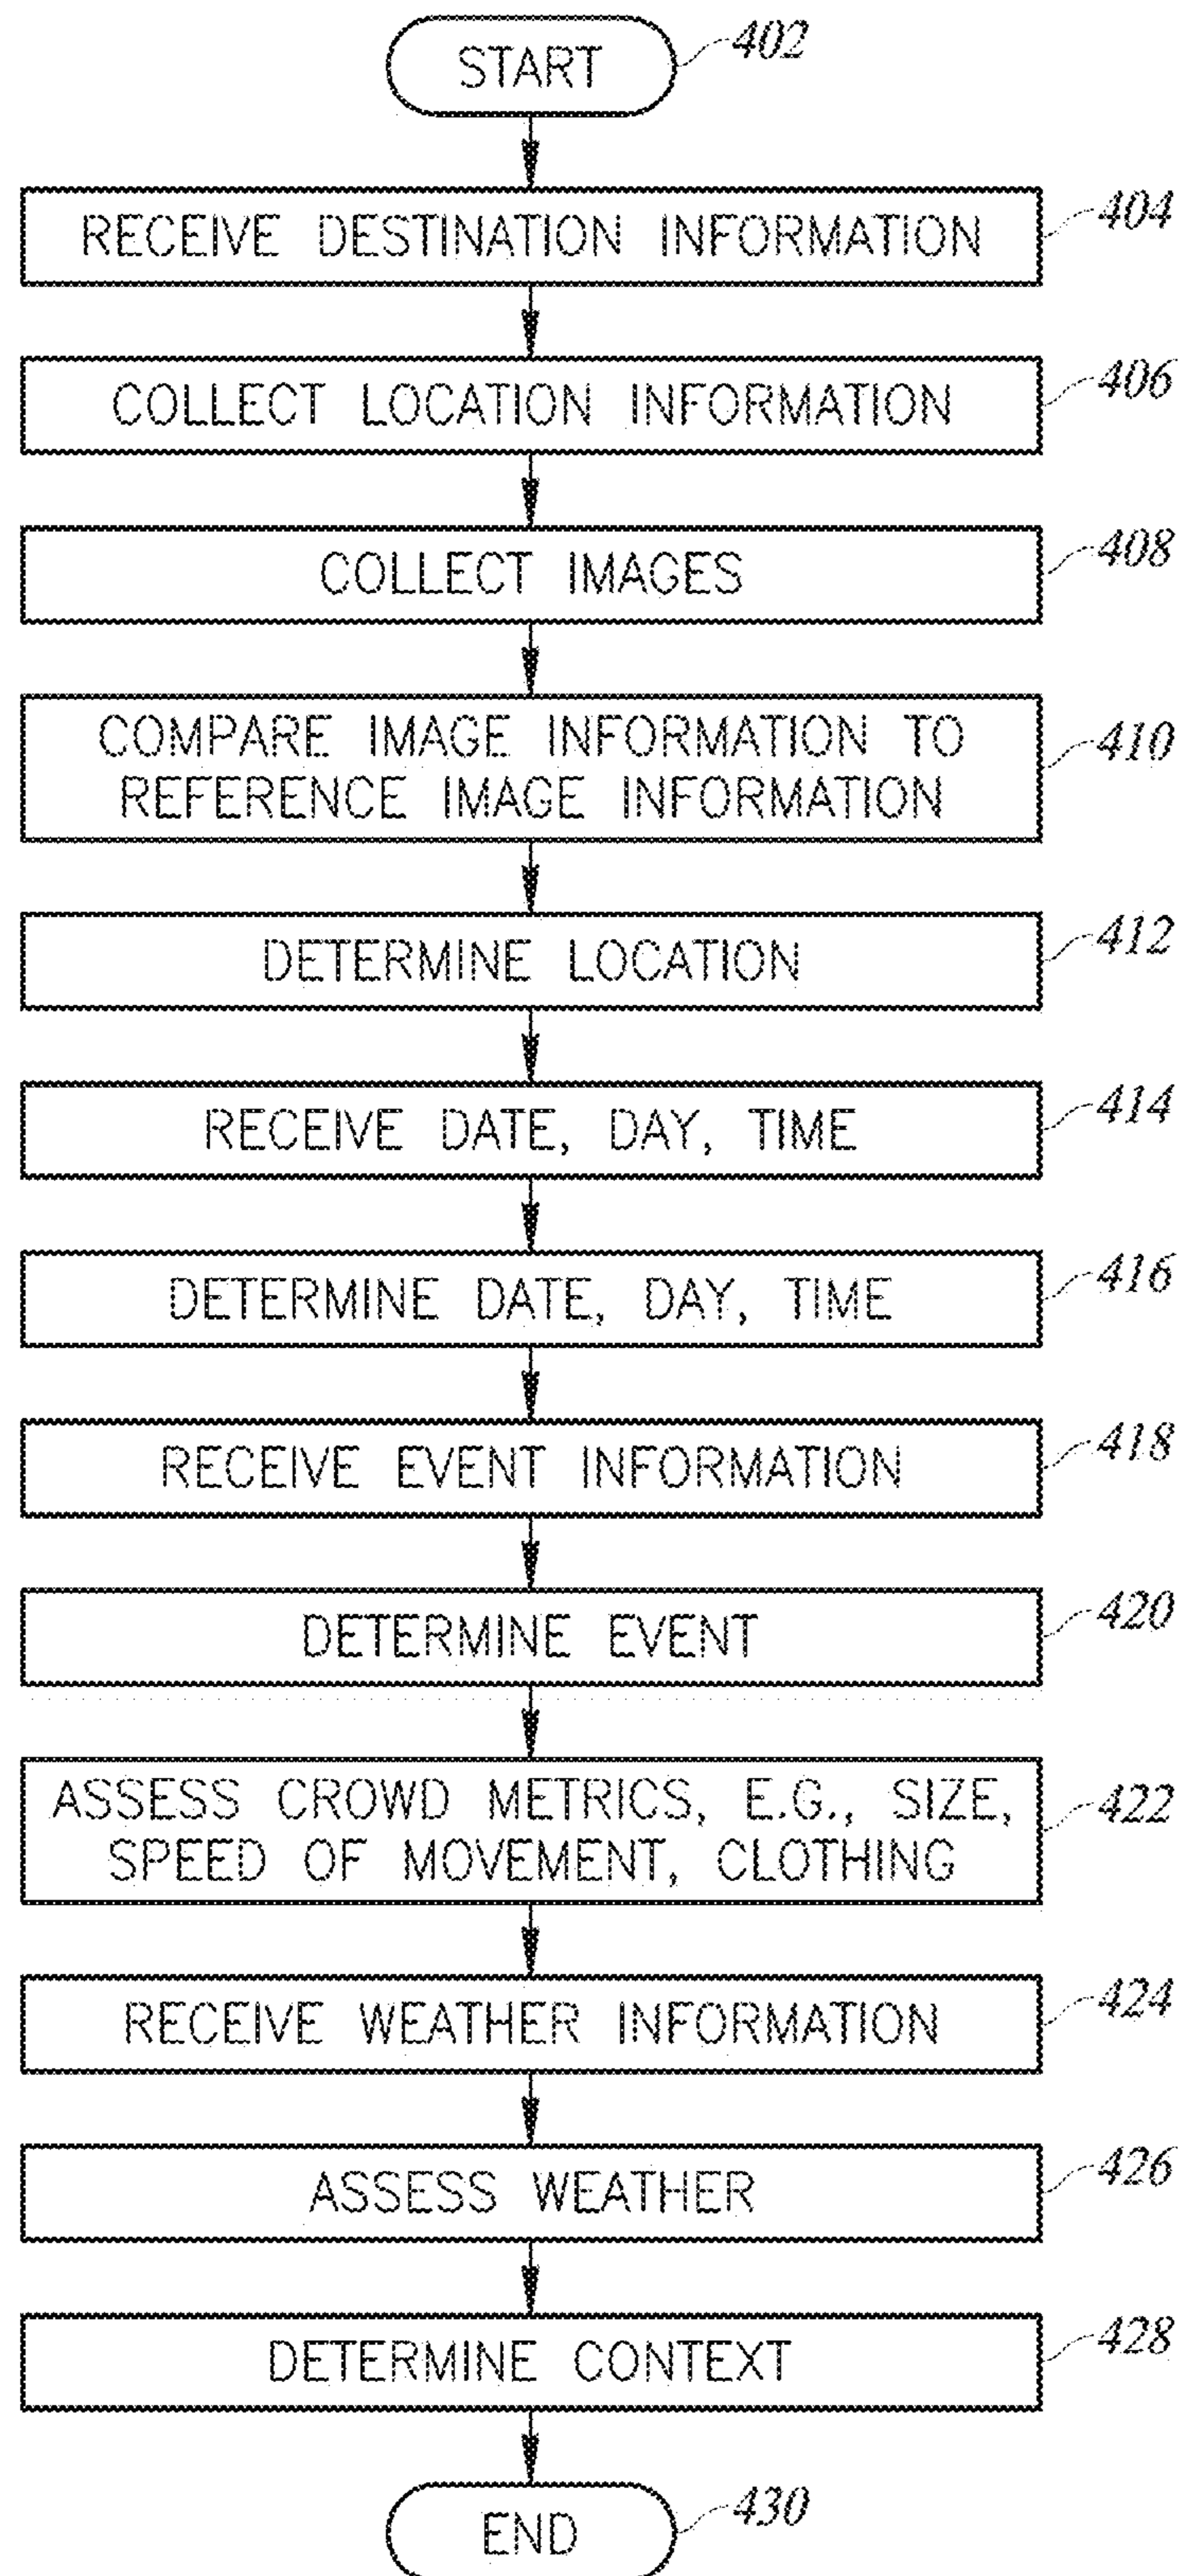 START 402
RECEIVE DESTINATION INFORMATION 404
COLLECT LOCATION INFORMATION 406
COLLECT IMAGES 408
COMPARE IMAGE INFORMATION TO
REFERENCE IMAGE INFORMATION 410
DETERMINE LOCATION 412
RECEIVE DATE, DAY, TIME 414
DETERMINE DATE, DAY, TIME 416
RECEIVE EVENT INFORMATION 418
DETERMINE EVENT 420
ASSESS CROWD METRICS, E.G., SIZE,
SPEED OF MOVEMENT, CLOTHING 422
RECEIVE WEATHER INFORMATION 424
ASSESS WEATHER 426
DETERMINE CONTEXT 428
END 430